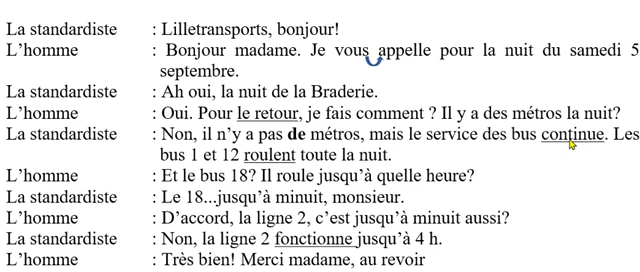 La standardiste : Lilletransports, bonjour!
L’homme : Bonjour madame. Je vous appelle pour la nuit du samedi 5
septembre.
La standardiste : Ah oui, la nuit de la Braderie.
L’homme : Oui. Pour le retour, je fais comment ? Il y a des métros la nuit?
La standardiste : Non, il n’y a pas de métros, mais le service des bus continue. Les
bus 1 et 12 roulent toute la nuit.
L’homme : Et le bus 18? Il roule jusqu’à quelle heure?
La standardiste : Le 18...jusqu’à minuit, monsieur.
L’homme : D’accord, la ligne 2, c’est jusqu’à minuit aussi?
La standardiste : Non, la ligne 2 fonctionne jusqu’à 4 h.
L’homme : Très bien! Merci madame, au revoir